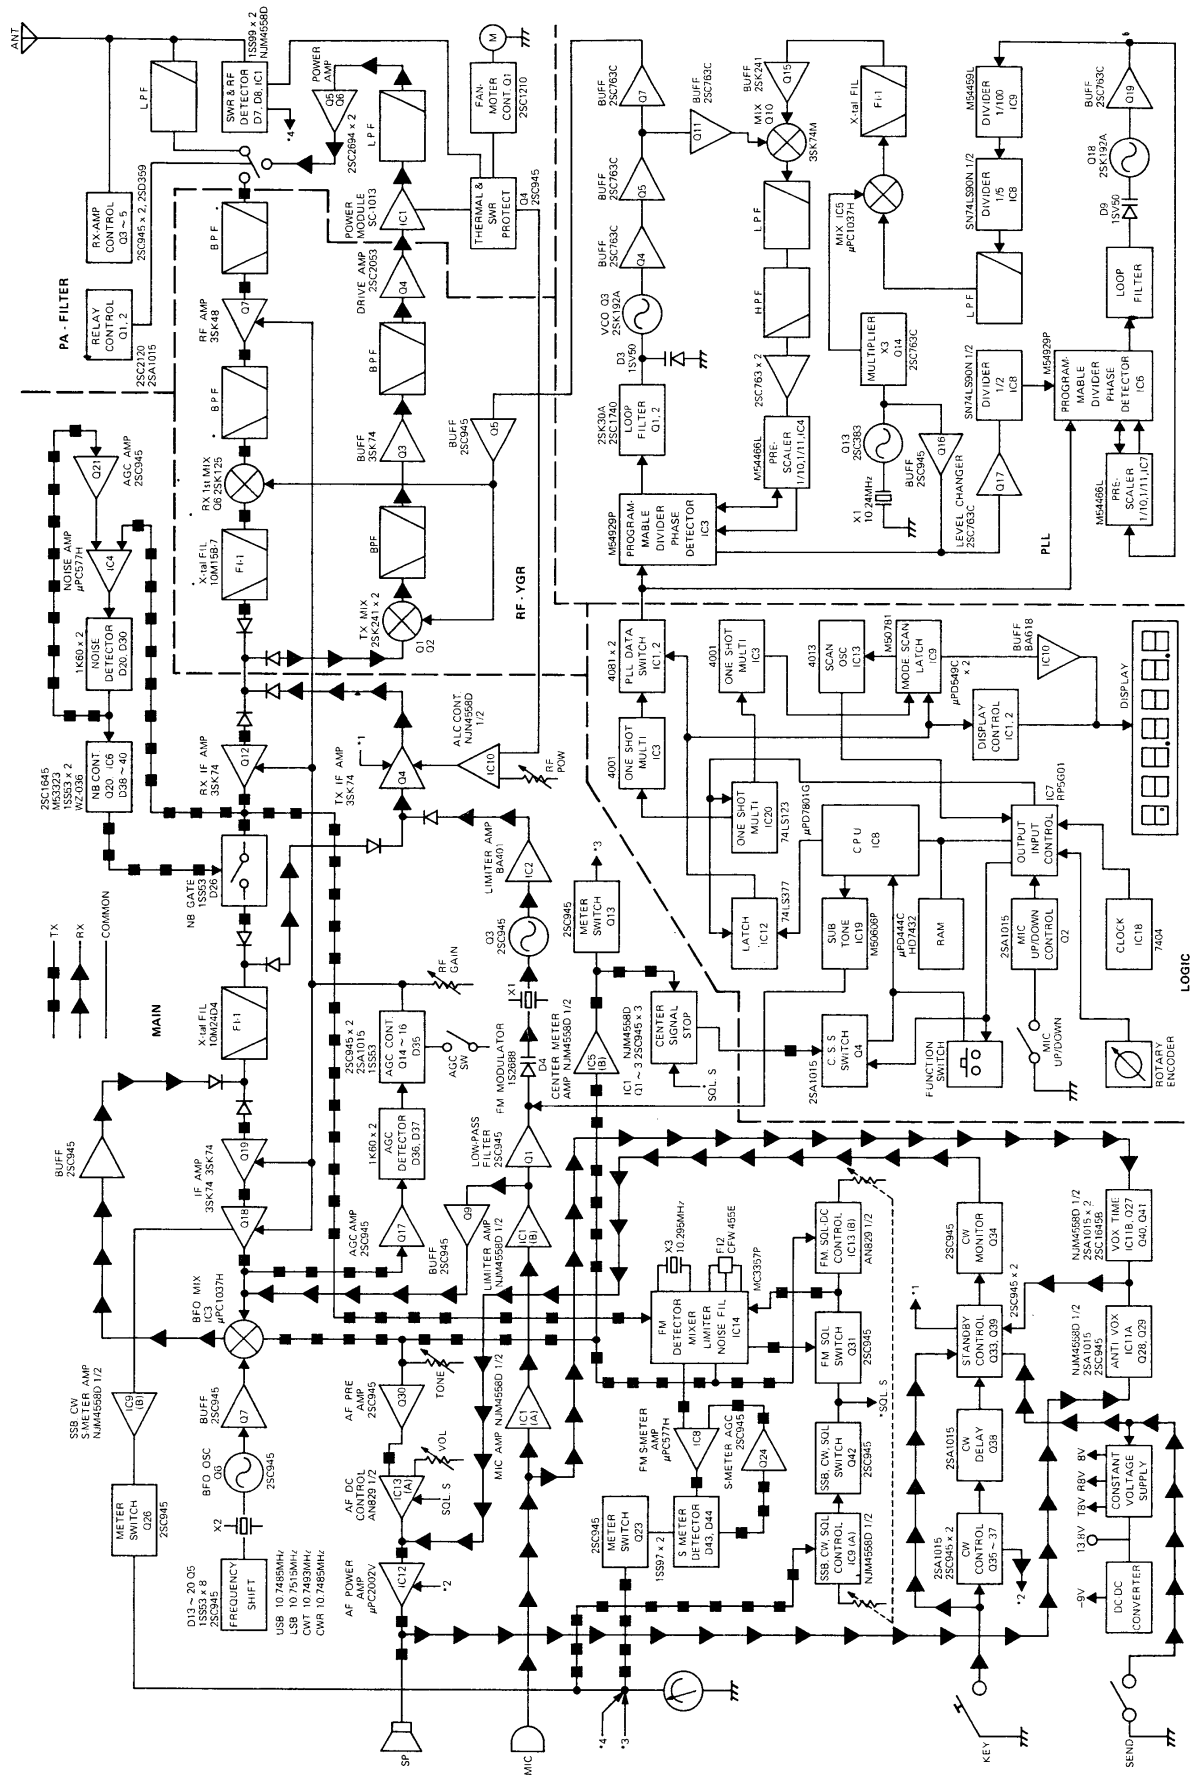 ANT
LPF
SWR & RF
DETECTOR
D7, D8, IC1
1SS99 × 2
NJM4558D
*4
POWER
AMP
Q5
Q6
2SC2694 × 2
LPF
M
FAN-
MOTER
CONT. Q1
2SC1210
RX-AMP
CONTROL
Q3 ~ 5
2SC945 × 2, 2SD359
RELAY
CONTROL
Q1, 2
2SC2120
2SA1015
PA - FILTER
BPF
RF AMP
3SK48
Q7
BPF
RX 1st MIX
Q6 2SK125
X-tal FIL
10M15B-7
FI-1
POWER
MODULE
SC-1013
IC1
DRIVE AMP
2SC2053
Q4
BPF
BUFF
3SK74
Q3
BPF
TX MIX
2SK241 × 2
Q1
Q2
THERMAL &
SWR
PROTECT
Q4
2SC945
BUFF
2SC945
Q5
RF - YGR
AGC AMP
2SC945
Q21
NOISE AMP
μPC577H
IC4
1K60 × 2
NOISE
DETECTOR
D20, D30
2SC1645
M53323
1SS53 × 2
WZ-036
NB CONT.
Q20, IC6
D38 ~ 40
NB GATE
1SS53
D26
RX IF AMP
3SK74
Q12
TX IF AMP
3SK74
Q4
*1
ALC CONT.
NJN4558D
1/2
IC10
RF
POW
TX
RX
COMMON
MAIN
X-tal FIL
10M24D4
FI-1
LIMITER AMP
BA401
IC2
Q3
2SC945
X1
FM MODULATOR
1S2688
D4
2SC945
METER
SWITCH
Q13
*3
CENTER METER
AMP NJM4558D 1/2
IC5
(B)
IC1 NJM4558D
Q1 ~ 3 2SC945 × 3
CENTER
SIGNAL
STOP
SQL. S
RF
GAIN
2SC945 × 2
2SA1015
1SS53
AGC CONT.
Q14 ~ 16
D35
AGC
SW
1K60 × 2
AGC
DETECTOR
D36, D37
AGC AMP
2SC945
Q17
LOW-PASS
FILTER
2SC945
Q1
BUFF
2SC945
Q9
LIMITER AMP
NJM4558D 1/2
IC1
(B)
BUFF
2SC945
IF AMP
3SK74 3SK74
Q19
Q18
BFO MIX
IC3
μPC1037H
BUFF
2SC945
Q7
BFO OSC
Q6
2SC945
X2
D13 ~ 20 05
1SS53 × 8
2SC945
FREQUENCY
SHIFT
USB 10.7485MHz
LSB 10.7515MHz
CWT 10.7493MHz
CWR 10.7485MHz
SSB, CW
S-METER AMP
NJM4558D 1/2
IC9
(B)
METER
SWITCH
Q26
2SC945
AF PRE
AMP
2SC945
Q30
TONE
AF DC
CONTROL
AN829 1/2
IC13
(A)
VOL
SQL. S
AF POWER
AMP
μPC2002V
IC12
*2
SP
MIC
MIC AMP NJM4558D 1/2
IC1
(A)
*4
*3
X3
10.295MHz
FI2
CFW 455E
FM
DETECTOR
MIXER
LIMITER
NOISE FIL
IC14
MC3357P
FM, SQL-DC
CONTROL
IC13 (B)
AN829 1/2
FM SQL
SWITCH
Q31
2SC945
*SQL. S
SSB, CW, SQL
SWITCH
Q42
2SC945
SSB, CW, SQL
CONTROL
IC9 (A)
NJM4558D 1/2
FM S-METER
AMP
μPC577H
IC8
S-METER AGC
2SC945
Q24
2SC945
METER
SWITCH
Q23
S METER
DETECTOR
D43, D44
1SS97 × 2
2SC945
CW
MONITOR
Q34
2SC945 × 2
*1
STANDBY
CONTROL
Q33, Q39
2SA1015
CW
DELAY
Q38
2SA1015
2SC945 × 2
CW
CONTROL
Q35 ~ 37
*2
KEY
NJM4558D 1/2
2SA1015 × 2
2SC1645B
VOX TIME
IC11B, Q27
Q40, Q41
NJM4558D 1/2
2SA1015
2SC945
ANTI VOX
IC11A
Q28, Q29
8V
R8V
T8V
CONSTANT
VOLTAGE
SUPPLY
13.8V
-9V
DC-DC
CONVERTER
SEND
BUFF
2SC763C
Q7
BUFF
2SC763C
Q11
BUFF
2SC763C
Q5
BUFF
2SC763C
Q4
VCO Q3
2SK192A
D3
1SV50
2SK30A
2SC1740
LOOP
FILTER
Q1, 2
M54929P
PROGRAM-
MABLE
DIVIDER
PHASE
DETECTOR
IC3
BUFF
2SK241
Q15
MIX
Q10
3SK74M
LPF
HPF
2SC763 × 2
M54466L
PRE-
SCALER
1/10,1/11,IC4
X-tal FIL
FI-1
MIX IC5
μPC1037H
MULTIPLIER
X3
Q14
2SC763C
Q13
2SC383
X1
10.24MHz
BUFF
2SC945
Q16
LEVEL CHANGER
2SC763C
Q17
PLL
M54459L
DIVIDER
1/100
IC9
SN74LS90N 1/2
DIVIDER
1/5
IC8
LPF
SN74LS90N 1/2
DIVIDER
1/2
IC8
BUFF
2SC763C
Q19
Q18
2SK192A
D9
1SV50
LOOP
FILTER
M54929P
PROGRAM-
MABLE
DIVIDER
PHASE
DETECTOR
IC6
M54466L
PRE-
SCALER
1/10,1/11,IC7
4081 × 2
PLL DATA
SWITCH
IC1, 2
4001
ONE SHOT
MULTI
IC3
4001
ONE SHOT
MULTI
IC3
ONE SHOT
MULTI
IC20
74LS123
4013
SCAN
OSC
IC13
M50781
MODE SCAN
LATCH
IC9
μPD549C
× 2
BUFF
BA618
IC10
DISPLAY
CONTROL
IC1, 2
DISPLAY
μPD7801G
CPU
IC8
LATCH
IC12
74LS377
SUB
TONE
IC19
M50606P
μPD444C
HD7432
RAM
IC7
RP5G01
OUTPUT
INPUT
CONTROL
2SA1015
MIC
UP/DOWN
CONTROL
Q2
CLOCK
IC18
7404
2SA1015
C.S.S
SWITCH
Q4
FUNCTION
SWITCH
MIC
UP/DOWN
ROTARY
ENCODER
LOGIC